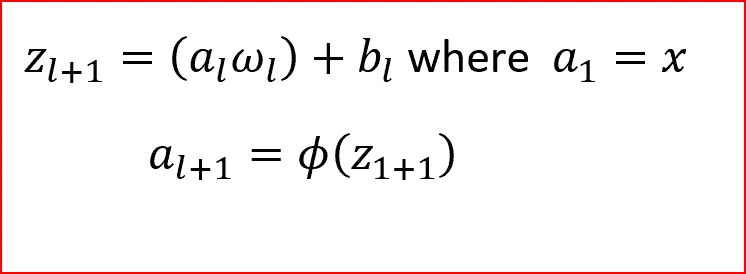 z_{l+1} = (a_l ω_l) + b_l where a_1 = x
a_{l+1} = ϕ(z_{1+1})